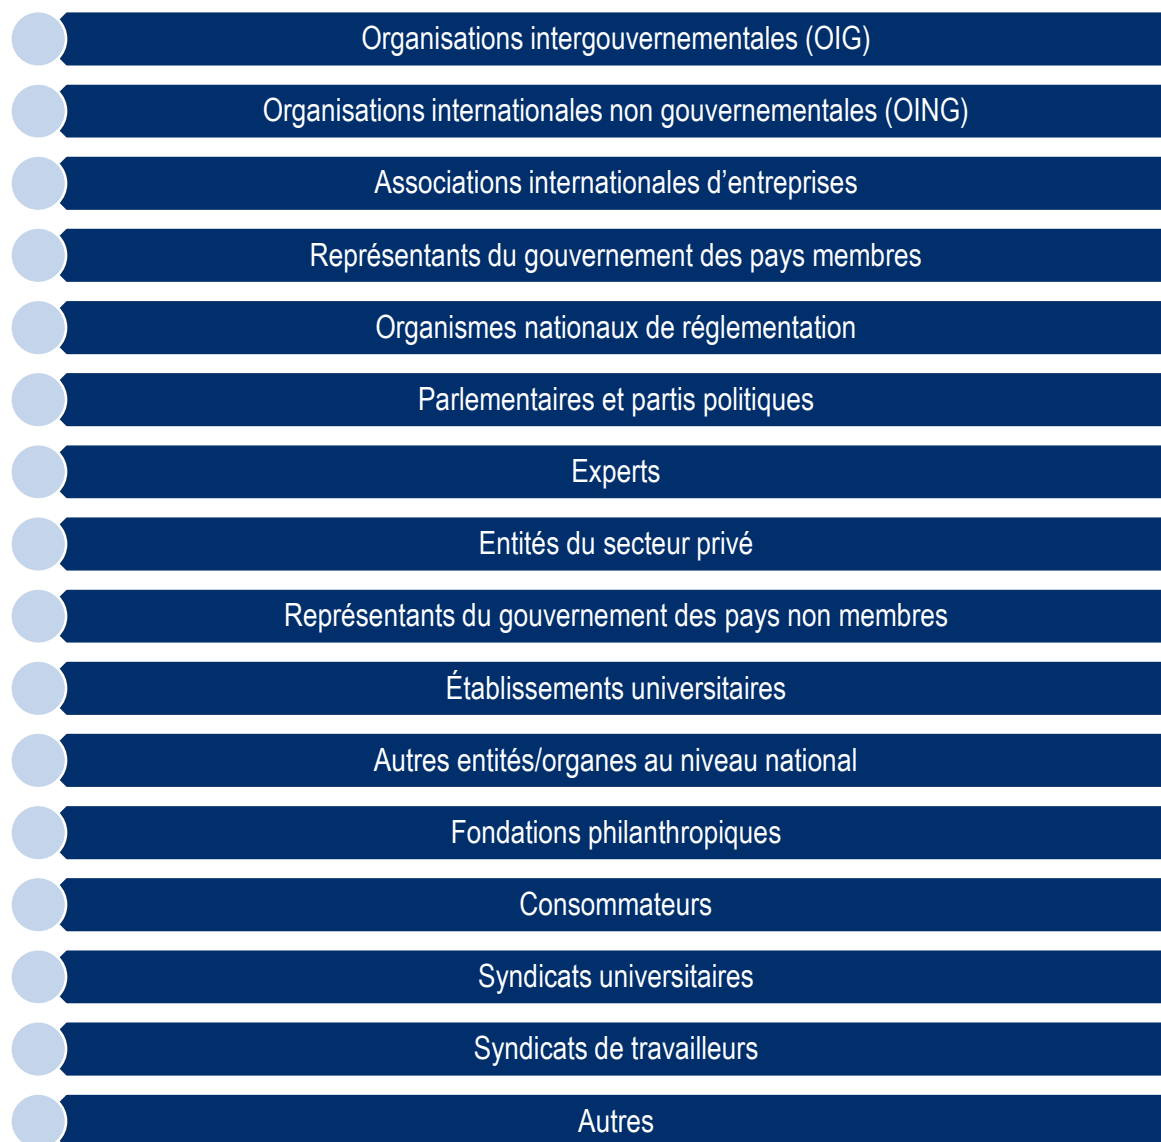 Organisations intergouvernementales (OIG)
Organisations internationales non gouvernementales (OING)
Associations internationales d’entreprises
Représentants du gouvernement des pays membres
Organismes nationaux de réglementation
Parlementaires et partis politiques
Experts
Entités du secteur privé
Représentants du gouvernement des pays non membres
Établissements universitaires
Autres entités/organes au niveau national
Fondations philanthropiques
Consommateurs
Syndicats universitaires
Syndicats de travailleurs
Autres